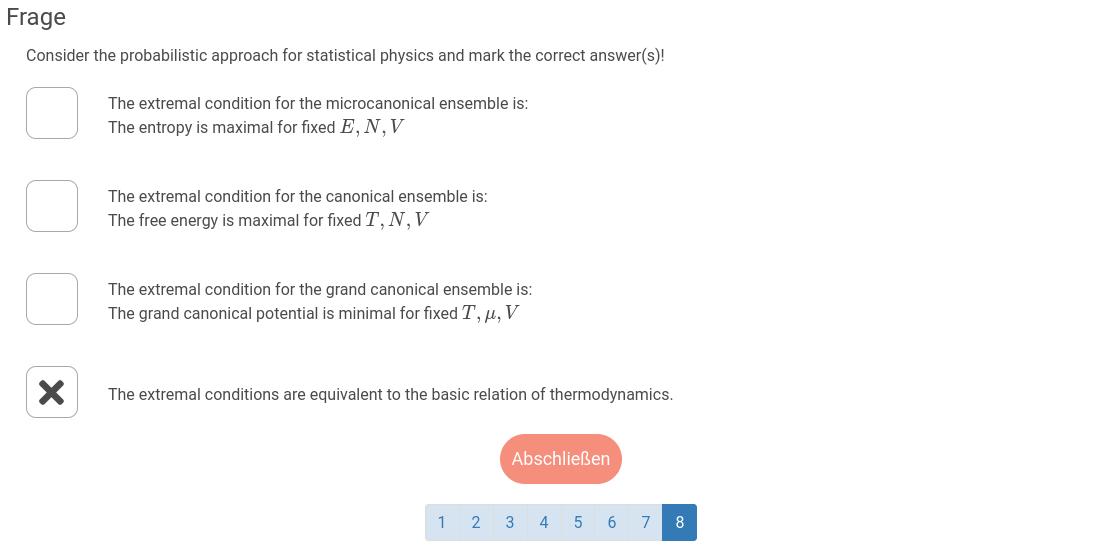 Frage
Consider the probabilistic approach for statistical physics and mark the correct answer(s)!
The extremal condition for the microcanonical ensemble is:
The entropy is maximal for fixed E, N, V
The extremal condition for the canonical ensemble is:
The free energy is maximal for fixed T, N, V
The extremal condition for the grand canonical ensemble is:
The grand canonical potential is minimal for fixed T, μ, V
The extremal conditions are equivalent to the basic relation of thermodynamics.
Abschließen
1 2 3 4 5 6 7 8